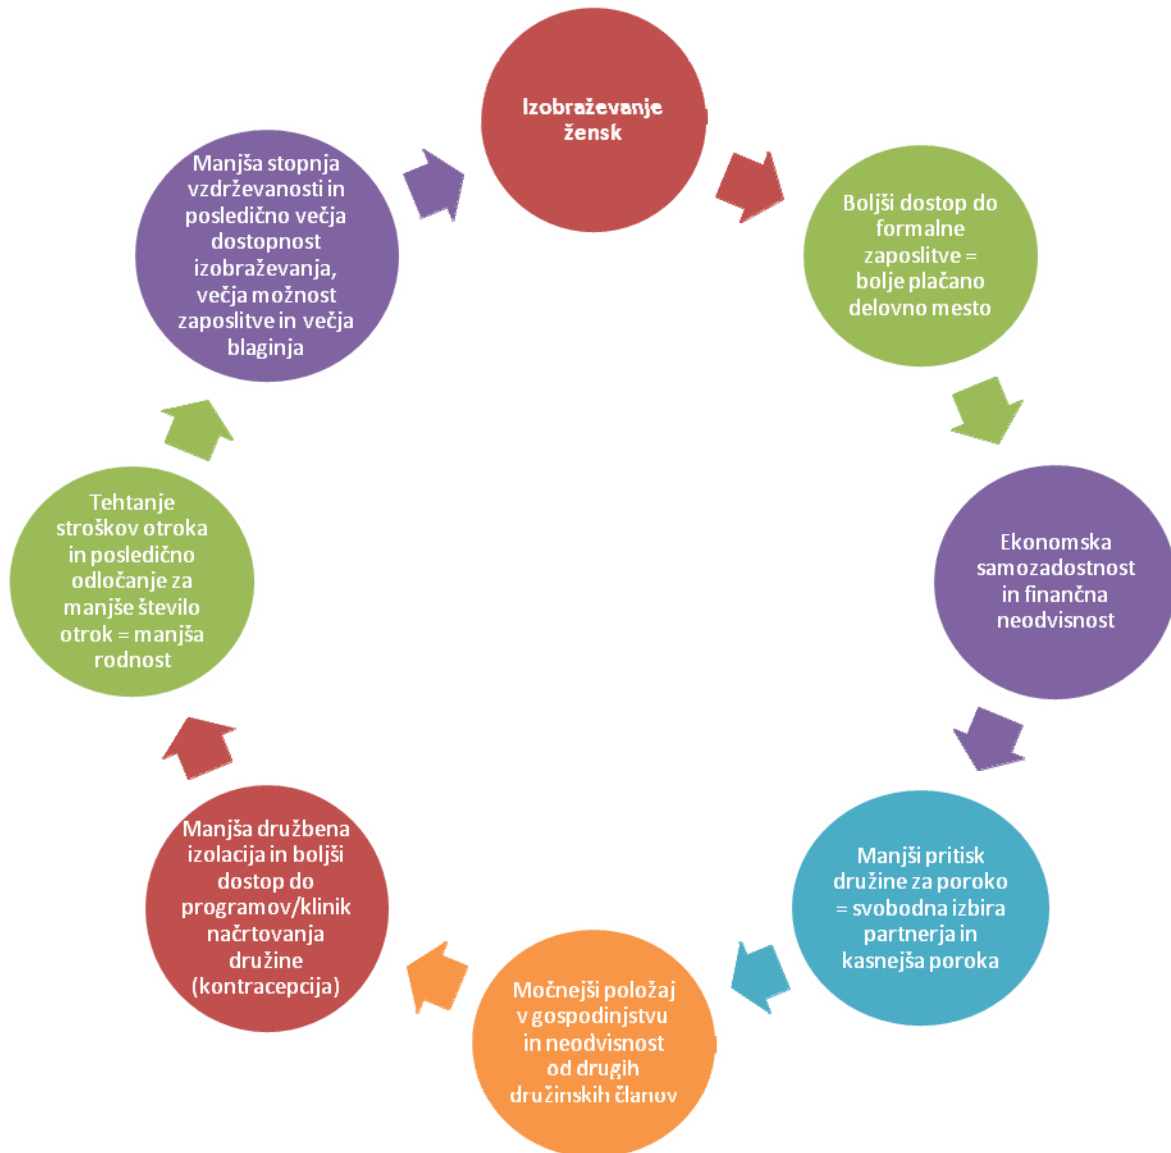 Izobraževanje
žensk
Boljši dostop do
formalne
zaposlitve =
bolje plačano
delovno mesto
Ekonomska
samozadostnost
in finančna
neodvisnost
Manjši pritisk
družine za poroko
= svobodna izbira
partnerja in
kasnejša poroka
Močnejši položaj
v gospodinjstvu
in neodvisnost
od drugih
družinskih članov
Manjša družbena
izolacija in boljši
dostop do
programov/klinik
načrtovanja
družine
(kontracepcija)
Tehtanje
stroškov otroka
in posledično
odločanje za
manjše število
otrok = manjša
rodnost
Manjša stopnja
vzdrževanosti in
posledično večja
dostopnost
izobraževanja,
večja možnost
zaposlitve in večja
blaginja